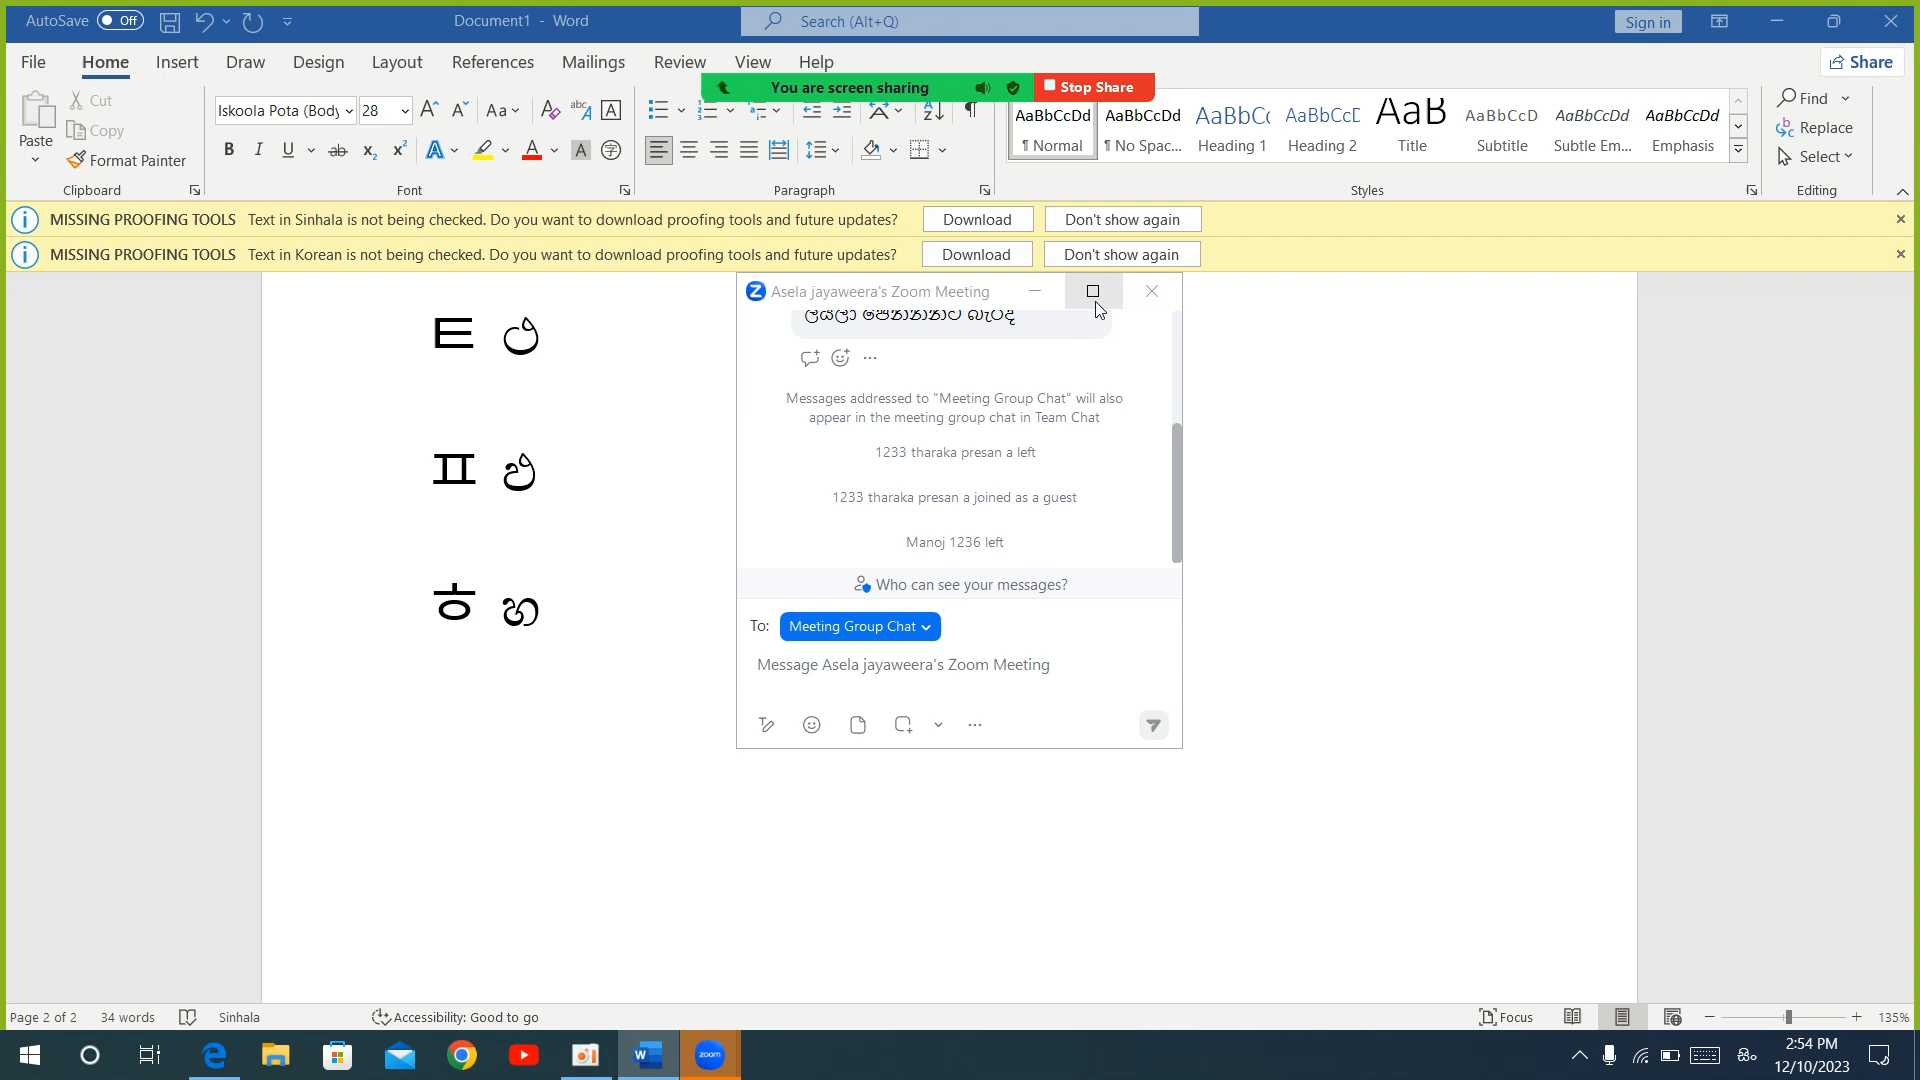 AutoSave Off Document1 - Word Search (Alt+Q) Sign in
File Home Insert Draw Design Layout References Mailings Review View Help Share
You are screen sharing Stop Share
Paste Cut Copy Format Painter
Clipboard
Iskoola Pota (Body 28
Font
Paragraph
AaBbCcDd AaBbCcDd AaBbCc AaBbCcD AaB AaBbCcD AaBbCcDd AaBbCcDd
¶ Normal ¶ No Spac... Heading 1 Heading 2 Title Subtitle Subtle Em... Emphasis
Styles
Find
Replace
Select
Editing
MISSING PROOFING TOOLS Text in Sinhala is not being checked. Do you want to download proofing tools and future updates? Download Don't show again
MISSING PROOFING TOOLS Text in Korean is not being checked. Do you want to download proofing tools and future updates? Download Don't show again
ㅌ ට්
ㅍ ප්
ㅎ හ
Asela jayaweera's Zoom Meeting
Messages addressed to "Meeting Group Chat" will also
appear in the meeting group chat in Team Chat
1233 tharaka presan a left
1233 tharaka presan a joined as a guest
Manoj 1236 left
Who can see your messages?
To: Meeting Group Chat
Message Asela jayaweera's Zoom Meeting
Page 2 of 2 34 words Sinhala Accessibility: Good to go Focus 135%
zoom
2:54 PM
12/10/2023